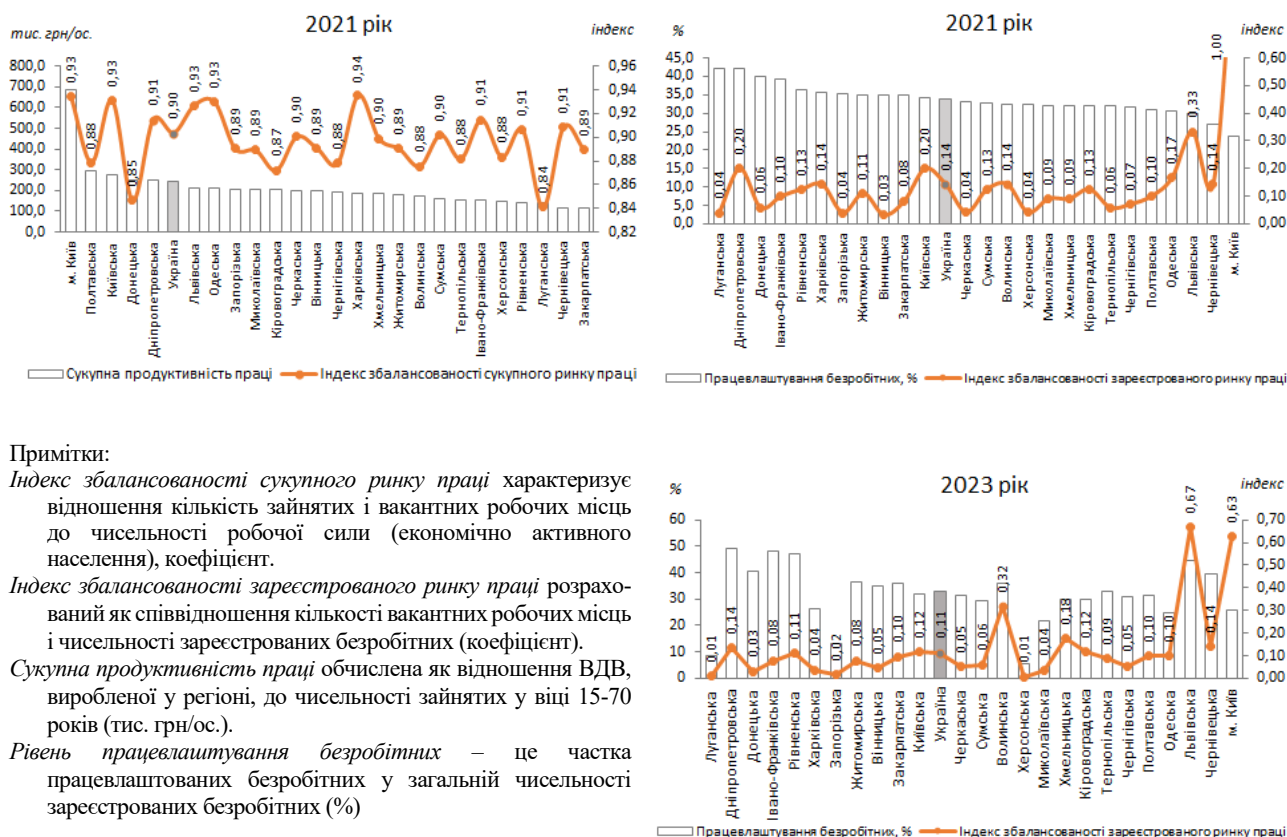 2021 рік
тис. грн/ос.
індекс
800,0
700,0
600,0
500,0
400,0
300,0
200,0
100,0
0,0
0,96
0,94
0,92
0,90
0,88
0,86
0,84
0,82
0,93
0,88
0,93
0,85
0,91
0,90
0,93
0,93
0,89
0,89
0,87
0,90
0,89
0,88
0,94
0,90
0,89
0,88
0,90
0,88
0,91
0,88
0,91
0,84
0,91
0,89
м. Київ
Полтавська
Київська
Донецька
Дніпропетровська
Україна
Львівська
Одеська
Запорізька
Миколаївська
Кіровоградська
Черкаська
Вінницька
Чернігівська
Харківська
Хмельницька
Житомирська
Волинська
Сумська
Тернопільська
Івано-Франківська
Херсонська
Рівненська
Луганська
Чернівецька
Закарпатська
Сукупна продуктивність праці
Індекс збалансованості сукупного ринку праці
2021 рік
%
індекс
45,0
40,0
35,0
30,0
25,0
20,0
15,0
10,0
5,0
0,0
0,60
0,50
0,40
0,30
0,20
0,10
0,00
0,04
0,20
0,06
0,10
0,13
0,14
0,04
0,11
0,03
0,08
0,20
0,14
0,04
0,13
0,14
0,04
0,09
0,09
0,13
0,06
0,07
0,10
0,17
0,33
0,14
1,00
Луганська
Дніпропетровська
Донецька
Івано-Франківська
Рівненська
Харківська
Запорізька
Житомирська
Вінницька
Закарпатська
Київська
Україна
Черкаська
Сумська
Волинська
Херсонська
Миколаївська
Хмельницька
Кіровоградська
Тернопільська
Чернігівська
Полтавська
Одеська
Львівська
Чернівецька
м. Київ
Працевлаштування безробітних, %
Індекс збалансованості зареєстрованого ринку праці
Примітки:
Індекс збалансованості сукупного ринку праці характеризує
відношення кількість зайнятих і вакантних робочих місць
до чисельності робочої сили (економічно активного
населення), коефіцієнт.
Індекс збалансованості зареєстрованого ринку праці розрахо-
ваний як співвідношення кількості вакантних робочих місць
і чисельності зареєстрованих безробітних (коефіцієнт).
Сукупна продуктивність праці обчислена як відношення ВДВ,
виробленої у регіоні, до чисельності зайнятих у віці 15-70
років (тис. грн/ос.).
Рівень працевлаштування безробітних – це частка
працевлаштованих безробітних у загальній чисельності
зареєстрованих безробітних (%)
2023 рік
%
індекс
60
50
40
30
20
10
0
0,70
0,60
0,50
0,40
0,30
0,20
0,10
0,00
0,01
0,14
0,03
0,08
0,11
0,04
0,02
0,08
0,05
0,10
0,12
0,11
0,05
0,06
0,32
0,01
0,04
0,18
0,12
0,09
0,05
0,10
0,10
0,67
0,14
0,63
Луганська
Дніпропетровська
Донецька
Івано-Франківська
Рівненська
Харківська
Запорізька
Житомирська
Вінницька
Закарпатська
Київська
Україна
Черкаська
Сумська
Волинська
Херсонська
Миколаївська
Хмельницька
Кіровоградська
Тернопільська
Чернігівська
Полтавська
Одеська
Львівська
Чернівецька
м. Київ
Працевлаштування безробітних, %
Індекс збалансованості зареєстрованого ринку праці